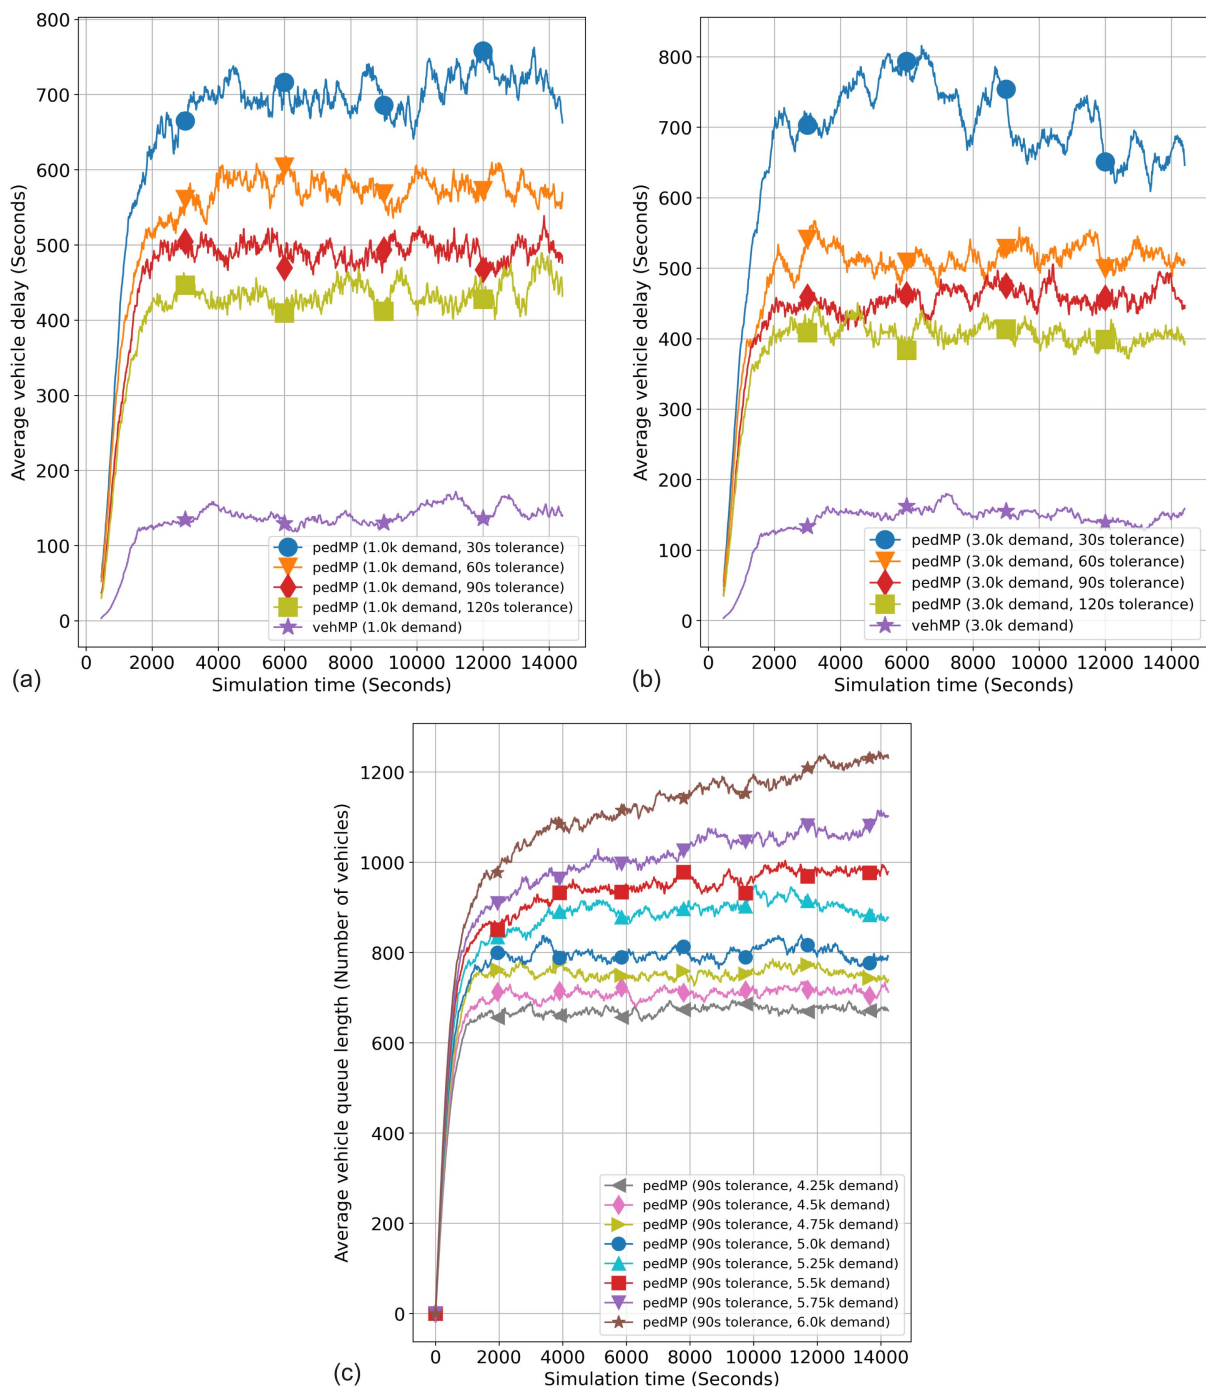 800
700
600
500
400
300
200
100
0
Average vehicle delay (Seconds)
pedMP (1.0k demand, 30s tolerance)
pedMP (1.0k demand, 60s tolerance)
pedMP (1.0k demand, 90s tolerance)
pedMP (1.0k demand, 120s tolerance)
vehMP (1.0k demand)
0 2000 4000 6000 8000 10000 12000 14000
Simulation time (Seconds)
(a)
800
700
600
500
400
300
200
100
0
Average vehicle delay (Seconds)
pedMP (3.0k demand, 30s tolerance)
pedMP (3.0k demand, 60s tolerance)
pedMP (3.0k demand, 90s tolerance)
pedMP (3.0k demand, 120s tolerance)
vehMP (3.0k demand)
0 2000 4000 6000 8000 10000 12000 14000
Simulation time (Seconds)
(b)
1200
1000
800
600
400
200
0
Average vehicle queue length (Number of vehicles)
pedMP (90s tolerance, 4.25k demand)
pedMP (90s tolerance, 4.5k demand)
pedMP (90s tolerance, 4.75k demand)
pedMP (90s tolerance, 5.0k demand)
pedMP (90s tolerance, 5.25k demand)
pedMP (90s tolerance, 5.5k demand)
pedMP (90s tolerance, 5.75k demand)
pedMP (90s tolerance, 6.0k demand)
0 2000 4000 6000 8000 10000 12000 14000
Simulation time (Seconds)
(c)